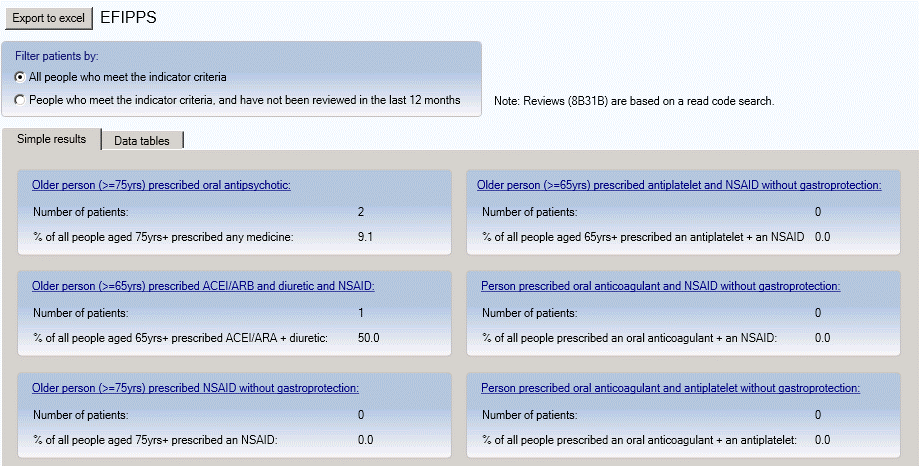 Export to excel EFIPPS
Filter patients by:
All people who meet the indicator criteria
People who meet the indicator criteria, and have not been reviewed in the last 12 months
Note: Reviews (8B31B) are based on a read code search.
Simple results Data tables
Older person (>=75yrs) prescribed oral antipsychotic:
Number of patients: 2
% of all people aged 75yrs+ prescribed any medicine: 9.1
Older person (>=65yrs) prescribed antiplatelet and NSAID without gastroprotection:
Number of patients: 0
% of all people aged 65yrs+ prescribed an antiplatelet + an NSAID 0.0
Older person (>=65yrs) prescribed ACEI/ARB and diuretic and NSAID:
Number of patients: 1
% of all people aged 65yrs+ prescribed ACEI/ARA + diuretic: 50.0
Person prescribed oral anticoagulant and NSAID without gastroprotection:
Number of patients: 0
% of all people prescribed an oral anticoagulant + an NSAID: 0.0
Older person (>=75yrs) prescribed NSAID without gastroprotection:
Number of patients: 0
% of all people aged 75yrs+ prescribed an NSAID: 0.0
Person prescribed oral anticoagulant and antiplatelet without gastroprotection:
Number of patients: 0
% of all people prescribed an oral anticoagulant + an antiplatelet: 0.0